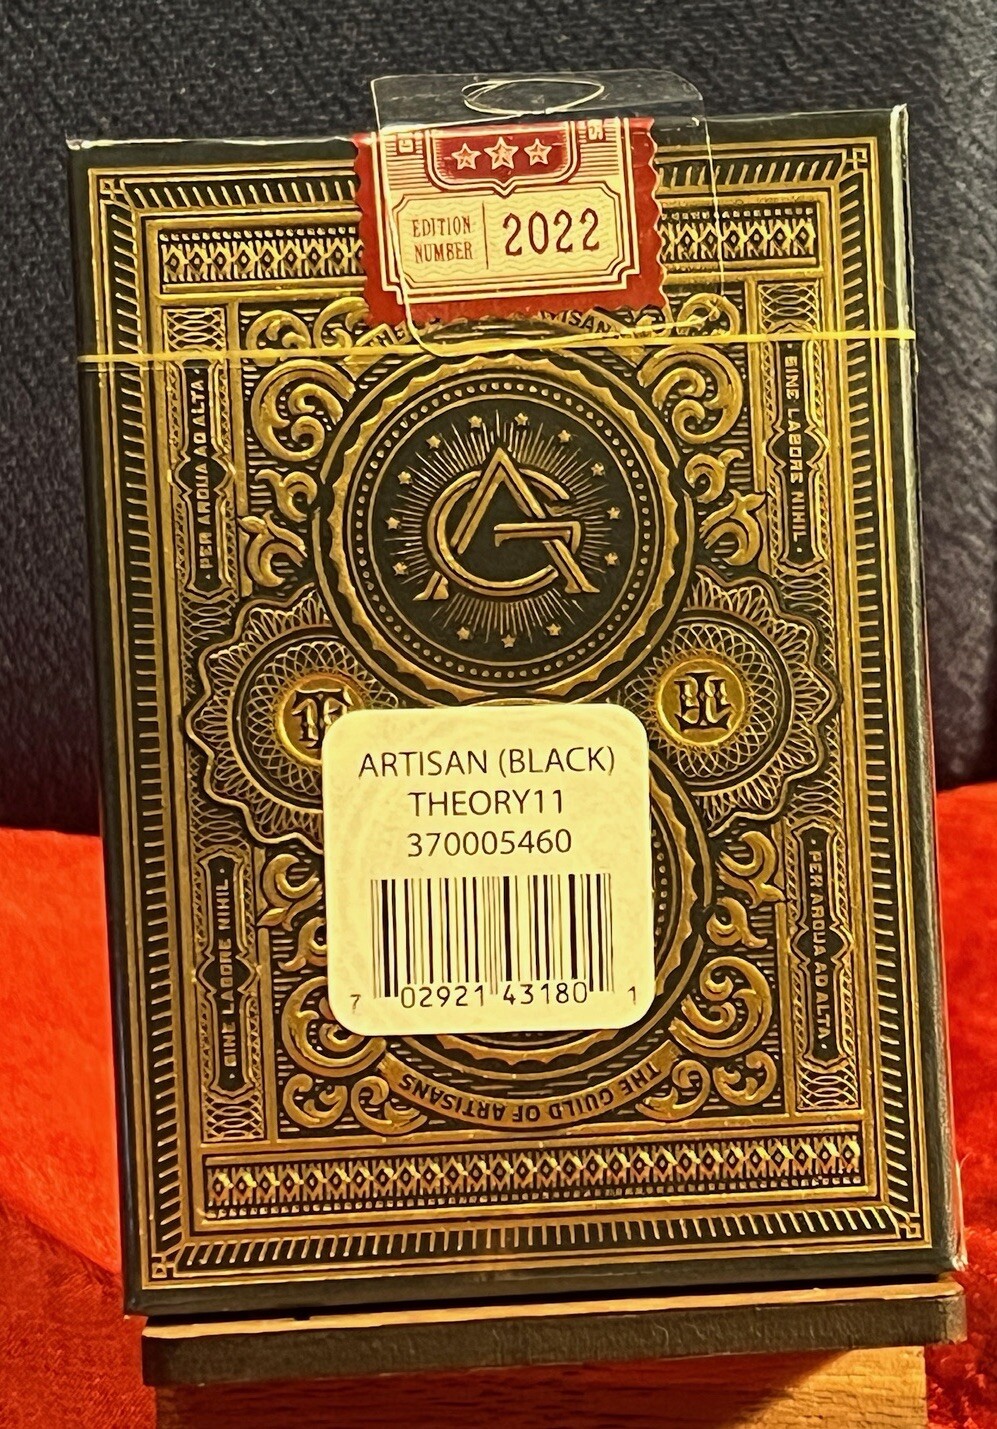 EDITION
NUMBER
2022
PER ARDUA AD ALTA
SINE LABORE NIHIL
AG
ARTISAN (BLACK)
THEORY11
370005460
7 02921 43180 1
SINE LABORE NIHIL
PER ARDUA AD ALTA
THE GUILD OF ARTISANS